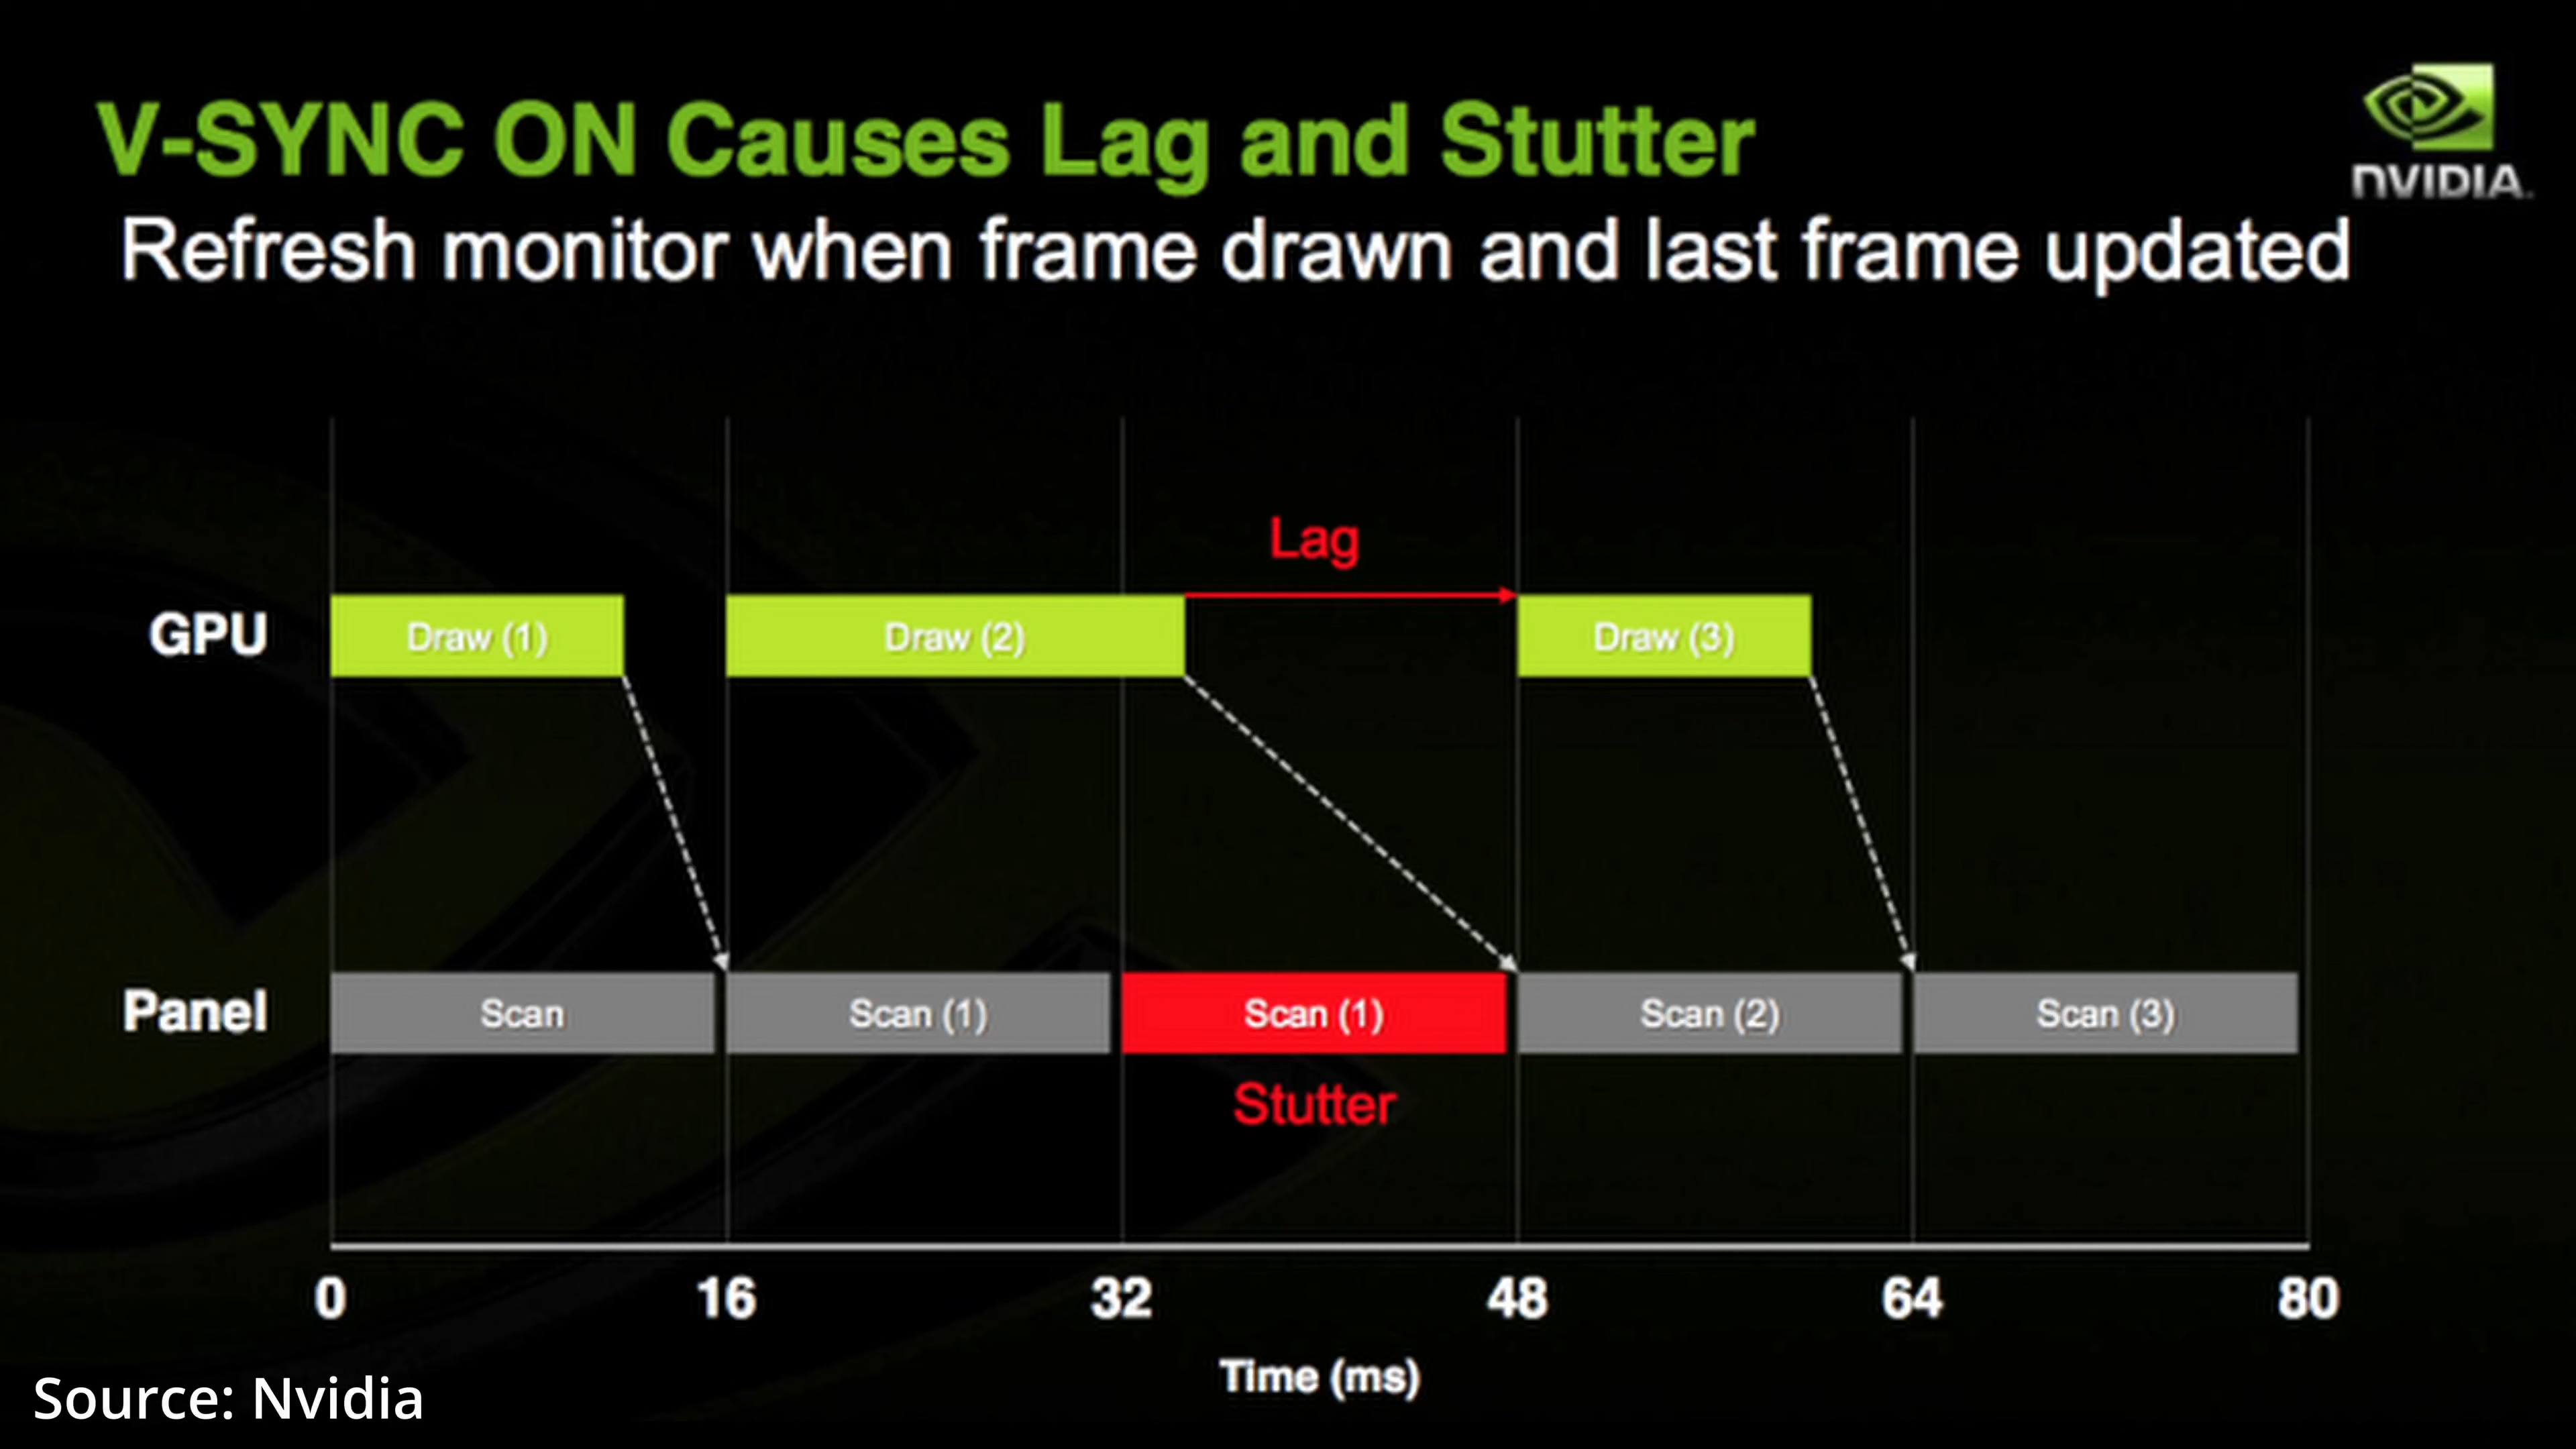 V-SYNC ON Causes Lag and Stutter
NVIDIA.
Refresh monitor when frame drawn and last frame updated
Lag
GPU
Draw (1)
Draw (2)
Draw (3)
Panel
Scan
Scan (1)
Scan (1)
Scan (2)
Scan (3)
Stutter
0
16
32
48
64
80
Time (ms)
Source: Nvidia